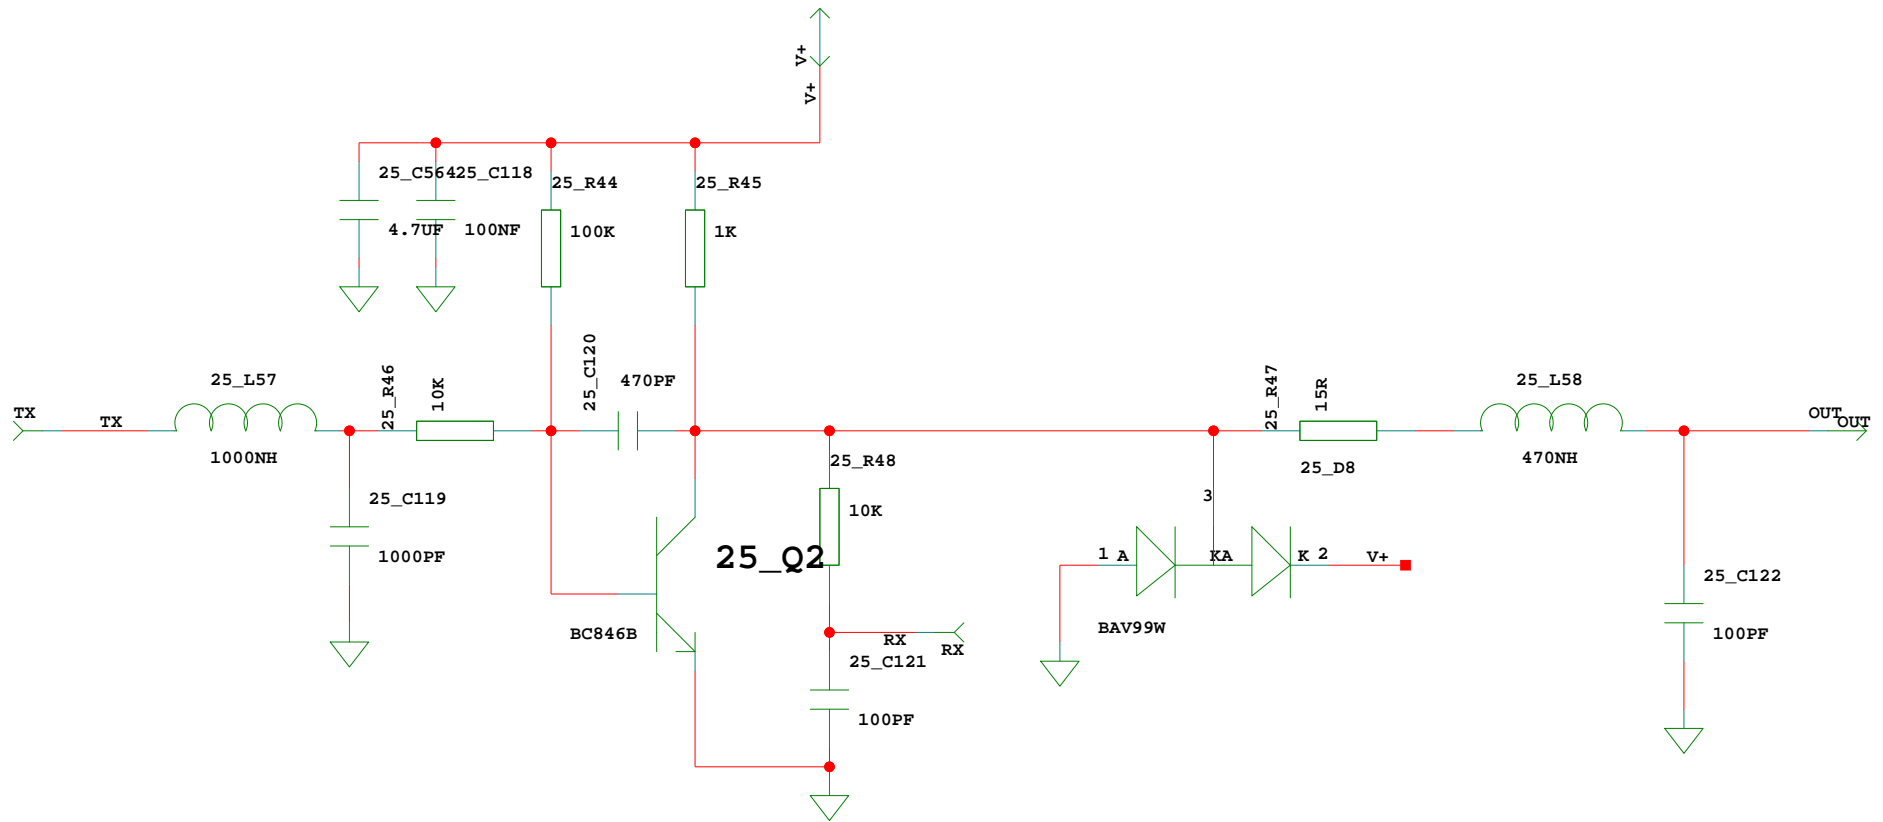 V+
V+
25_C564
25_C118
25_R44
25_R45
4.7UF
100NF
100K
1K
25_C120
470PF
25_L57
25_R46
10K
25_R47
15R
25_L58
TX
TX
OUT
OUT
1000NH
25_R48
25_D8
470NH
25_C119
3
10K
1000PF
25_Q2
1
A
KA
K
2
V+
25_C122
BC846B
BAV99W
100PF
RX
RX
25_C121
100PF